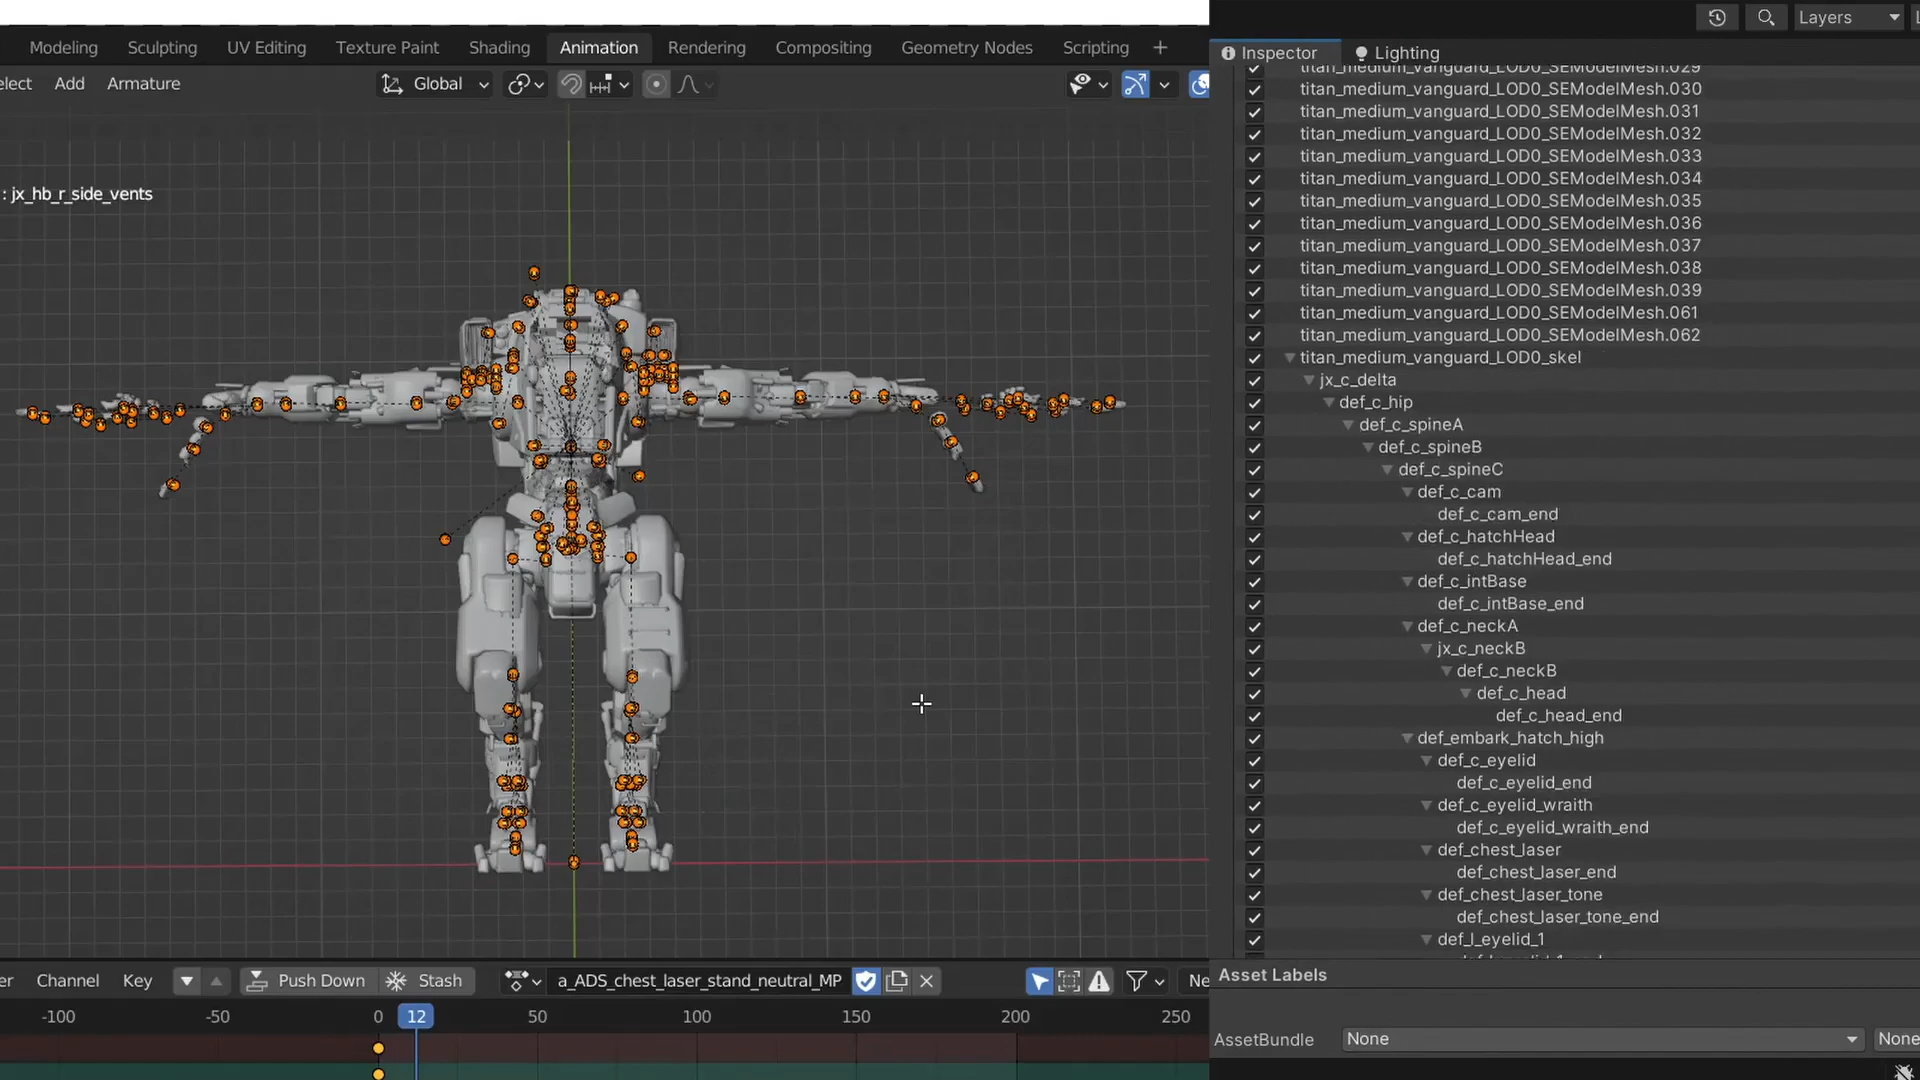 Layers
Modeling Sculpting UV Editing Texture Paint Shading Animation Rendering Compositing Geometry Nodes Scripting +
Inspector Lighting
elect Add Armature Global
titan_medium_vanguard_LOD0_SEModelMesh.029
titan_medium_vanguard_LOD0_SEModelMesh.030
titan_medium_vanguard_LOD0_SEModelMesh.031
titan_medium_vanguard_LOD0_SEModelMesh.032
titan_medium_vanguard_LOD0_SEModelMesh.033
titan_medium_vanguard_LOD0_SEModelMesh.034
: jx_hb_r_side_vents
titan_medium_vanguard_LOD0_SEModelMesh.035
titan_medium_vanguard_LOD0_SEModelMesh.036
titan_medium_vanguard_LOD0_SEModelMesh.037
titan_medium_vanguard_LOD0_SEModelMesh.038
titan_medium_vanguard_LOD0_SEModelMesh.039
titan_medium_vanguard_LOD0_SEModelMesh.061
titan_medium_vanguard_LOD0_SEModelMesh.062
titan_medium_vanguard_LOD0_skel
jx_c_delta
def_c_hip
def_c_spineA
def_c_spineB
def_c_spineC
def_c_cam
def_c_cam_end
def_c_hatchHead
def_c_hatchHead_end
def_c_intBase
def_c_intBase_end
def_c_neckA
jx_c_neckB
def_c_neckB
def_c_head
def_c_head_end
def_embark_hatch_high
def_c_eyelid
def_c_eyelid_end
def_c_eyelid_wraith
def_c_eyelid_wraith_end
def_chest_laser
def_chest_laser_end
def_chest_laser_tone
def_chest_laser_tone_end
def_l_eyelid_1
er Channel Key Push Down Stash a_ADS_chest_laser_stand_neutral_MP Ne
Asset Labels
-100 -50 0 12 50 100 150 200 250
AssetBundle None None